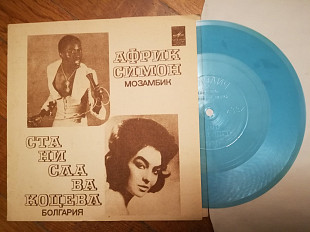 АФРИК
СИМОН
МОЗАМБИК
СТА
НИ
СЛА
ВА
КОЦЕВА
БОЛГАРИЯ